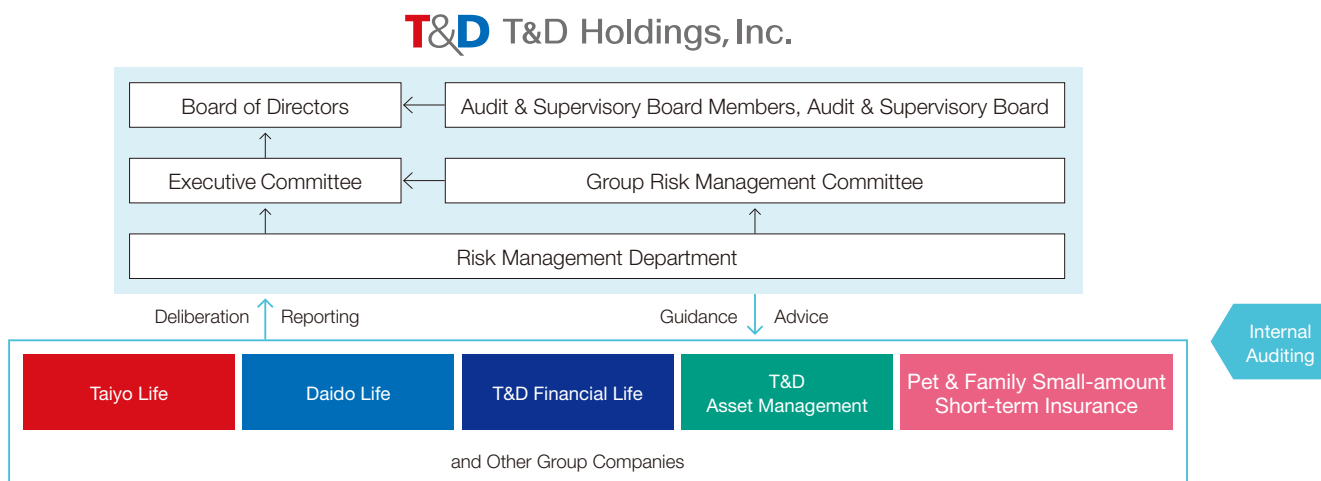 T&D T&D Holdings, Inc.
Board of Directors
Audit & Supervisory Board Members, Audit & Supervisory Board
Executive Committee
Group Risk Management Committee
Risk Management Department
Deliberation
Reporting
Guidance
Advice
Internal
Auditing
Taiyo Life
Daido Life
T&D Financial Life
T&D
Asset Management
Pet & Family Small-amount
Short-term Insurance
and Other Group Companies